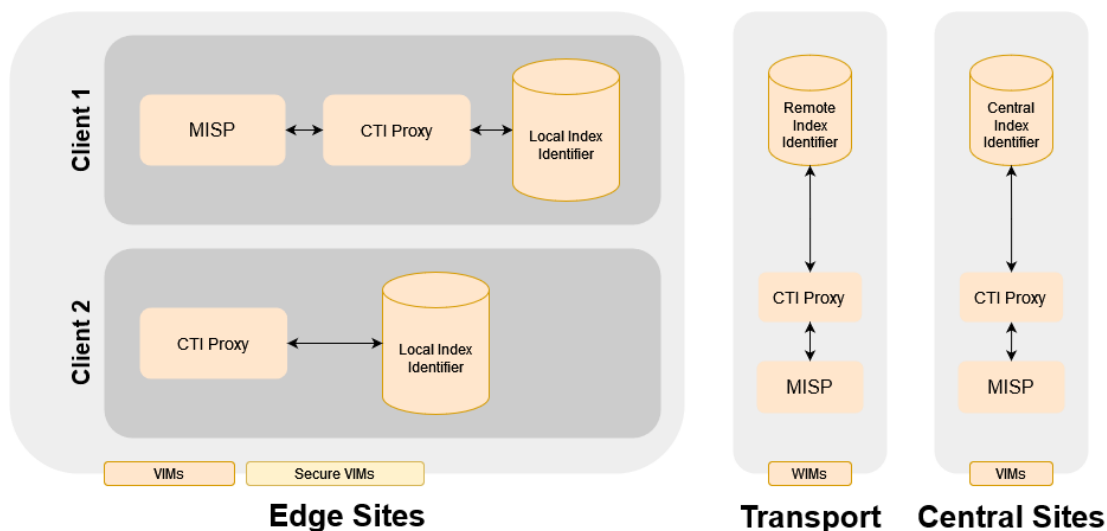 Client 1
MISP
CTI Proxy
Local Index
Identifier
Client 2
CTI Proxy
Local Index
Identifier
VIMs
Secure VIMs
Edge Sites
Remote
Index
Identifier
CTI Proxy
MISP
WIMs
Transport
Central
Index
Identifier
CTI Proxy
MISP
VIMs
Central Sites